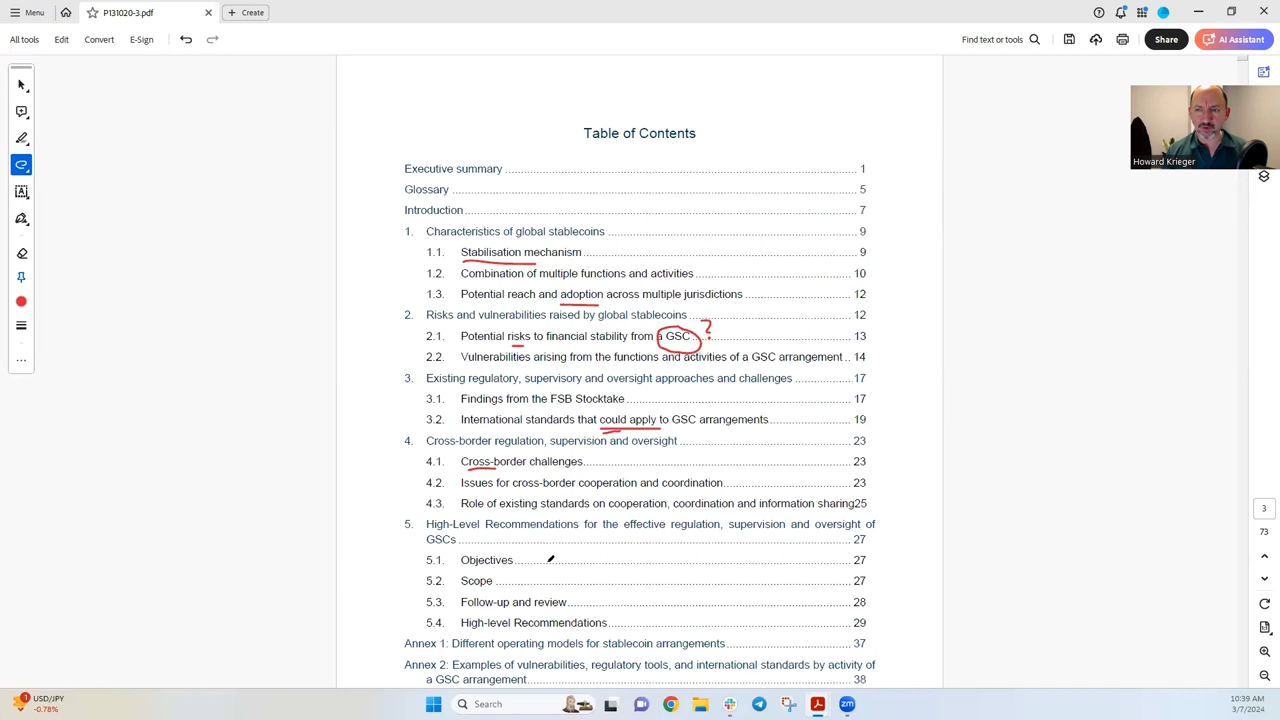 Menu
P131020-3.pdf
Create
All tools Edit Convert E-Sign
Find text or tools
Share
AI Assistant
Howard Krieger
Table of Contents
Executive summary 1
Glossary 5
Introduction 7
1. Characteristics of global stablecoins 9
1.1. Stabilisation mechanism 9
1.2. Combination of multiple functions and activities 10
1.3. Potential reach and adoption across multiple jurisdictions 12
2. Risks and vulnerabilities raised by global stablecoins 12
?
2.1. Potential risks to financial stability from a GSC 13
2.2. Vulnerabilities arising from the functions and activities of a GSC arrangement .. 14
3. Existing regulatory, supervisory and oversight approaches and challenges 17
3.1. Findings from the FSB Stocktake 17
3.2. International standards that could apply to GSC arrangements 19
4. Cross-border regulation, supervision and oversight 23
4.1. Cross-border challenges 23
4.2. Issues for cross-border cooperation and coordination 23
4.3. Role of existing standards on cooperation, coordination and information sharing25
5. High-Level Recommendations for the effective regulation, supervision and oversight of
GSCs 27
5.1. Objectives 27
5.2. Scope 27
5.3. Follow-up and review 28
5.4. High-level Recommendations 29
Annex 1: Different operating models for stablecoin arrangements 37
Annex 2: Examples of vulnerabilities, regulatory tools, and international standards by activity of
a GSC arrangement 38
3
73
1
USD/JPY
-0.78%
Search
zm
10:39 AM
3/7/2024